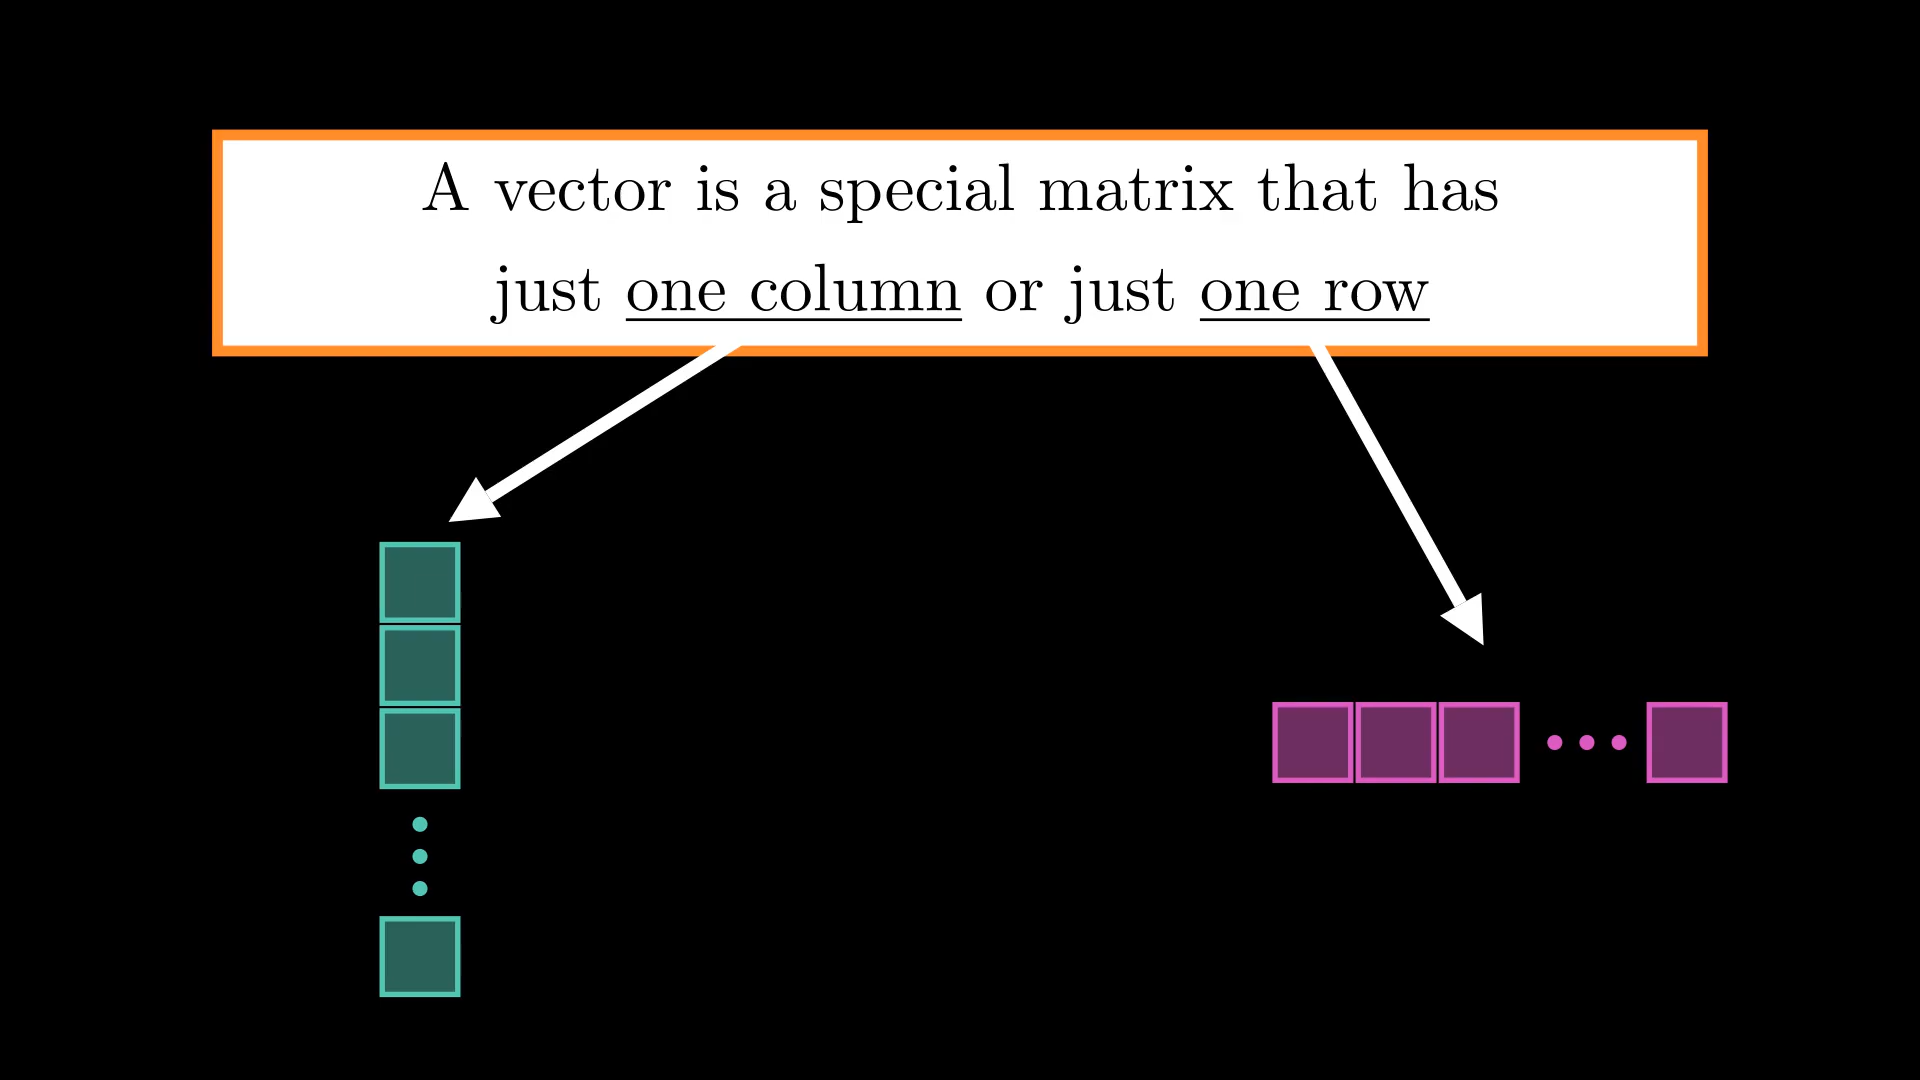 A vector is a special matrix that has
just one column or just one row